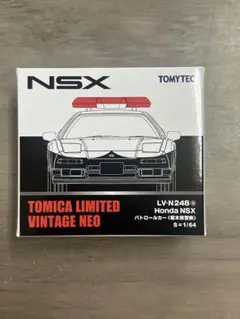 NSX
TOMYTEC
TOMICA LIMITED
VINTAGE NEO
LV-N248ⓐ
Honda NSX
パトロールカー（栃木県警察）
S=1/64